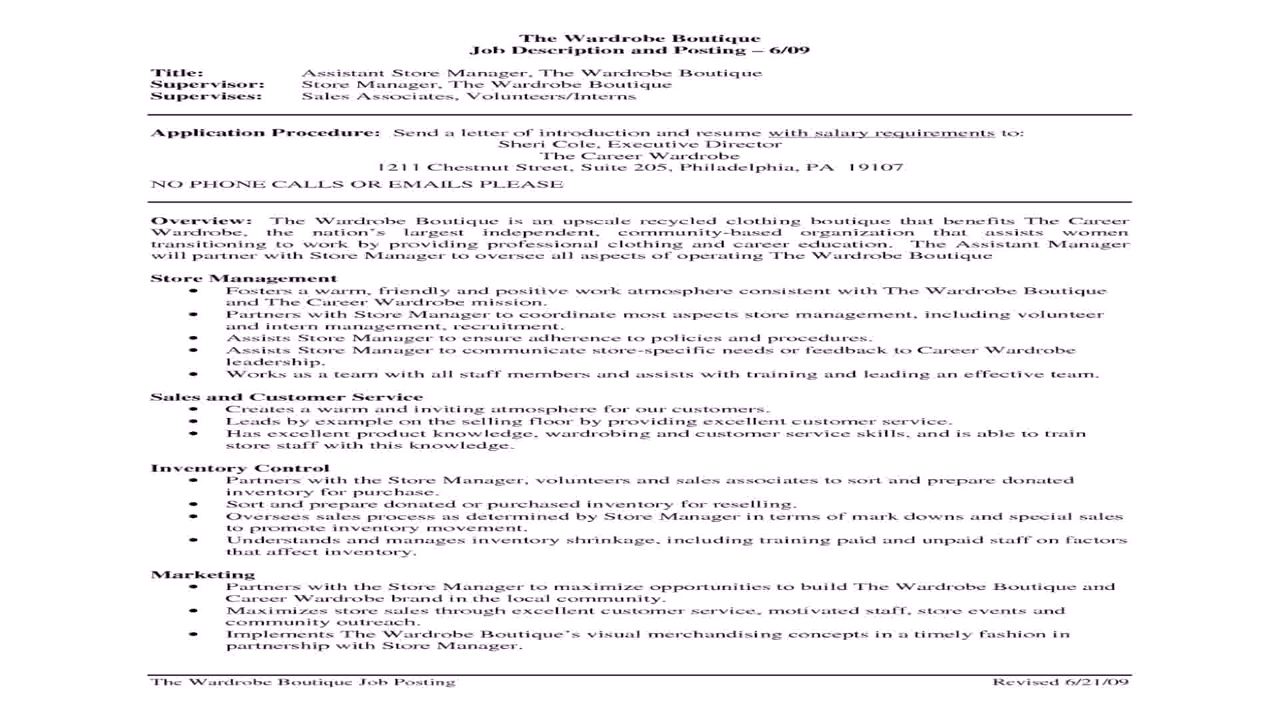 The Wardrobe Boutique
Job Description and Posting – 6/09
Title: Assistant Store Manager, The Wardrobe Boutique
Supervisor: Store Manager, The Wardrobe Boutique
Supervises: Sales Associates, Volunteers/Interns
Application Procedure: Send a letter of introduction and resume with salary requirements to:
Sheri Cole, Executive Director
The Career Wardrobe
1211 Chestnut Street, Suite 205, Philadelphia, PA 19107
NO PHONE CALLS OR EMAILS PLEASE
Overview: The Wardrobe Boutique is an upscale recycled clothing boutique that benefits The Career
Wardrobe, the nation's largest independent, community-based organization that assists women
transitioning to work by providing professional clothing and career education. The Assistant Manager
will partner with Store Manager to oversee all aspects of operating The Wardrobe Boutique
Store Management
• Fosters a warm, friendly and positive work atmosphere consistent with The Wardrobe Boutique
and The Career Wardrobe mission.
• Partners with Store Manager to coordinate most aspects store management, including volunteer
and intern management, recruitment.
• Assists Store Manager to ensure adherence to policies and procedures.
• Assists Store Manager to communicate store-specific needs or feedback to Career Wardrobe
leadership.
• Works as a team with all staff members and assists with training and leading an effective team.
Sales and Customer Service
• Creates a warm and inviting atmosphere for our customers.
• Leads by example on the selling floor by providing excellent customer service.
• Has excellent product knowledge, wardrobing and customer service skills, and is able to train
store staff with this knowledge.
Inventory Control
• Partners with the Store Manager, volunteers and sales associates to sort and prepare donated
inventory for purchase.
• Sort and prepare donated or purchased inventory for reselling.
• Overseas sales process as determined by Store Manager in terms of mark downs and special sales
to promote inventory movement.
• Understands and manages inventory shrinkage, including training paid and unpaid staff on factors
that affect inventory.
Marketing
• Partners with the Store Manager to maximize opportunities to build The Wardrobe Boutique and
Career Wardrobe brand in the local community.
• Maximizes store sales through excellent customer service, motivated staff, store events and
community outreach.
• Implements The Wardrobe Boutique's visual merchandising concepts in a timely fashion in
partnership with Store Manager.
The Wardrobe Boutique Job Posting Revised 6/21/09